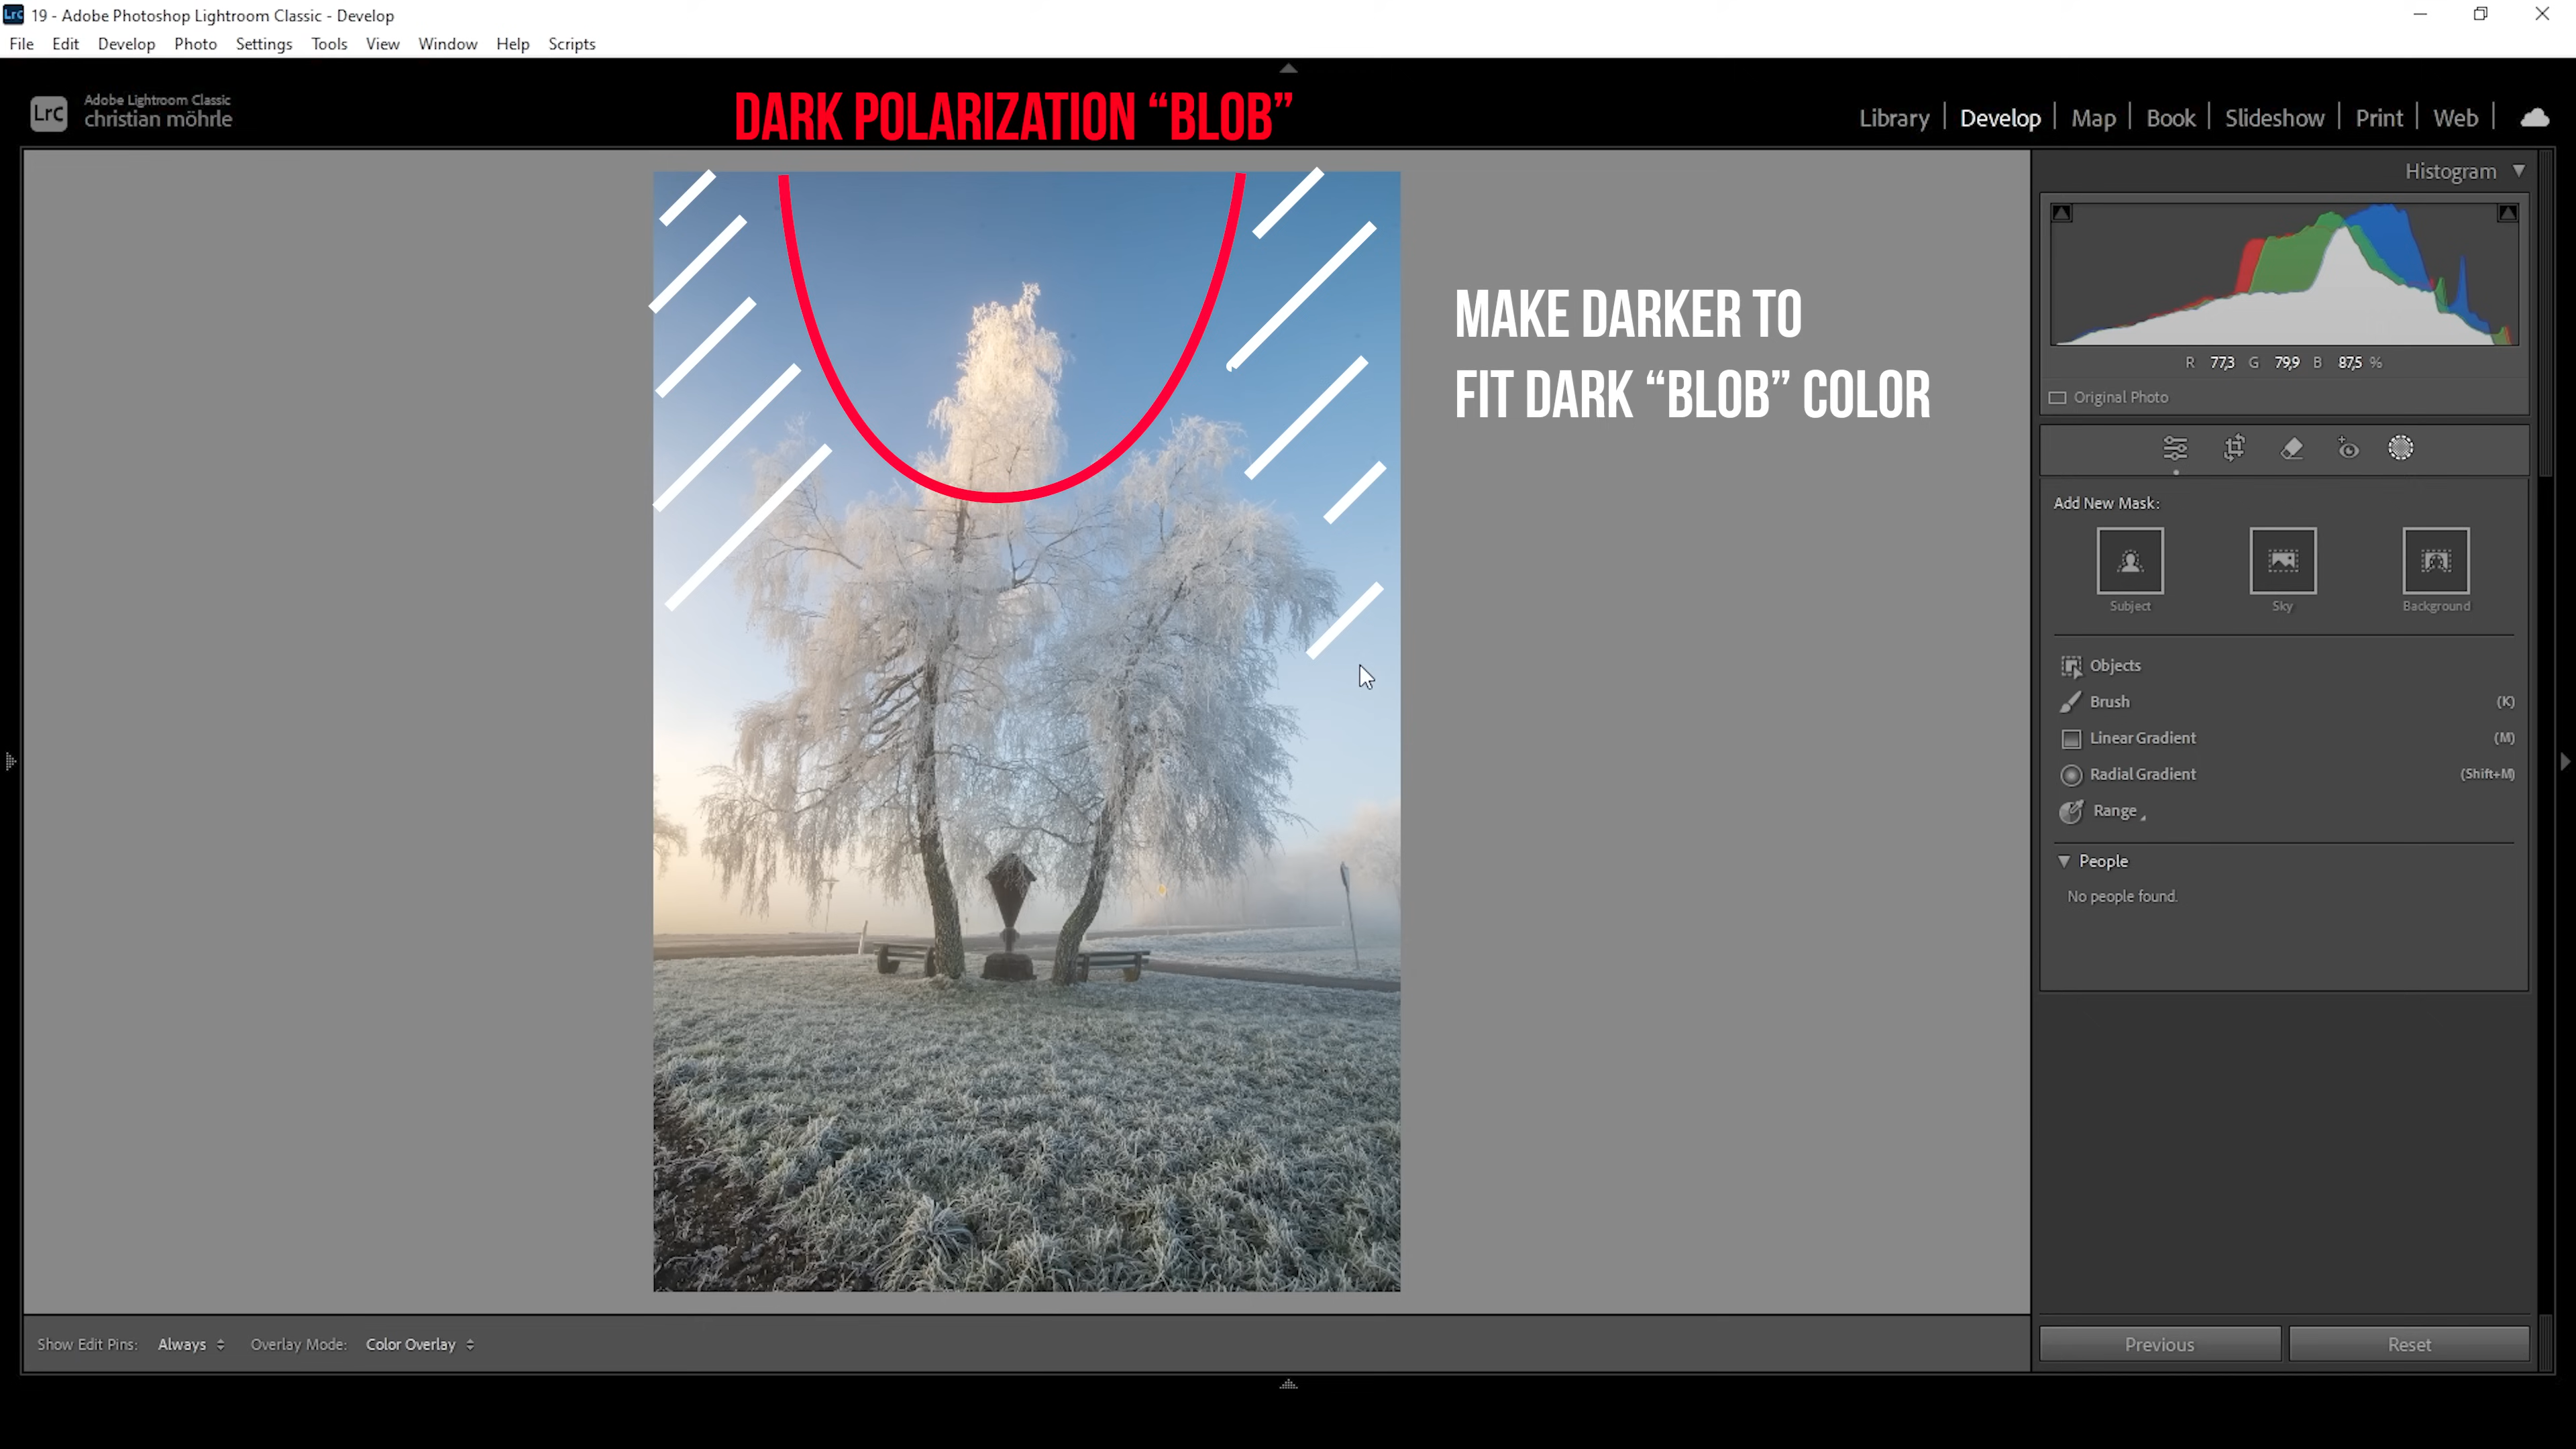 Lrc 19 - Adobe Photoshop Lightroom Classic - Develop
File Edit Develop Photo Settings Tools View Window Help Scripts
Lrc
Adobe Lightroom Classic
christian möhrle
DARK POLARIZATION “BLOB”
Library | Develop | Map | Book | Slideshow | Print | Web |
MAKE DARKER TO
FIT DARK “BLOB” COLOR
Histogram
R 77,3 G 79,9 B 87,5 %
Original Photo
Add New Mask:
Subject Sky Background
Objects
Brush (K)
Linear Gradient (M)
Radial Gradient (Shift+M)
Range
People
No people found.
Show Edit Pins: Always Overlay Mode: Color Overlay
Previous Reset